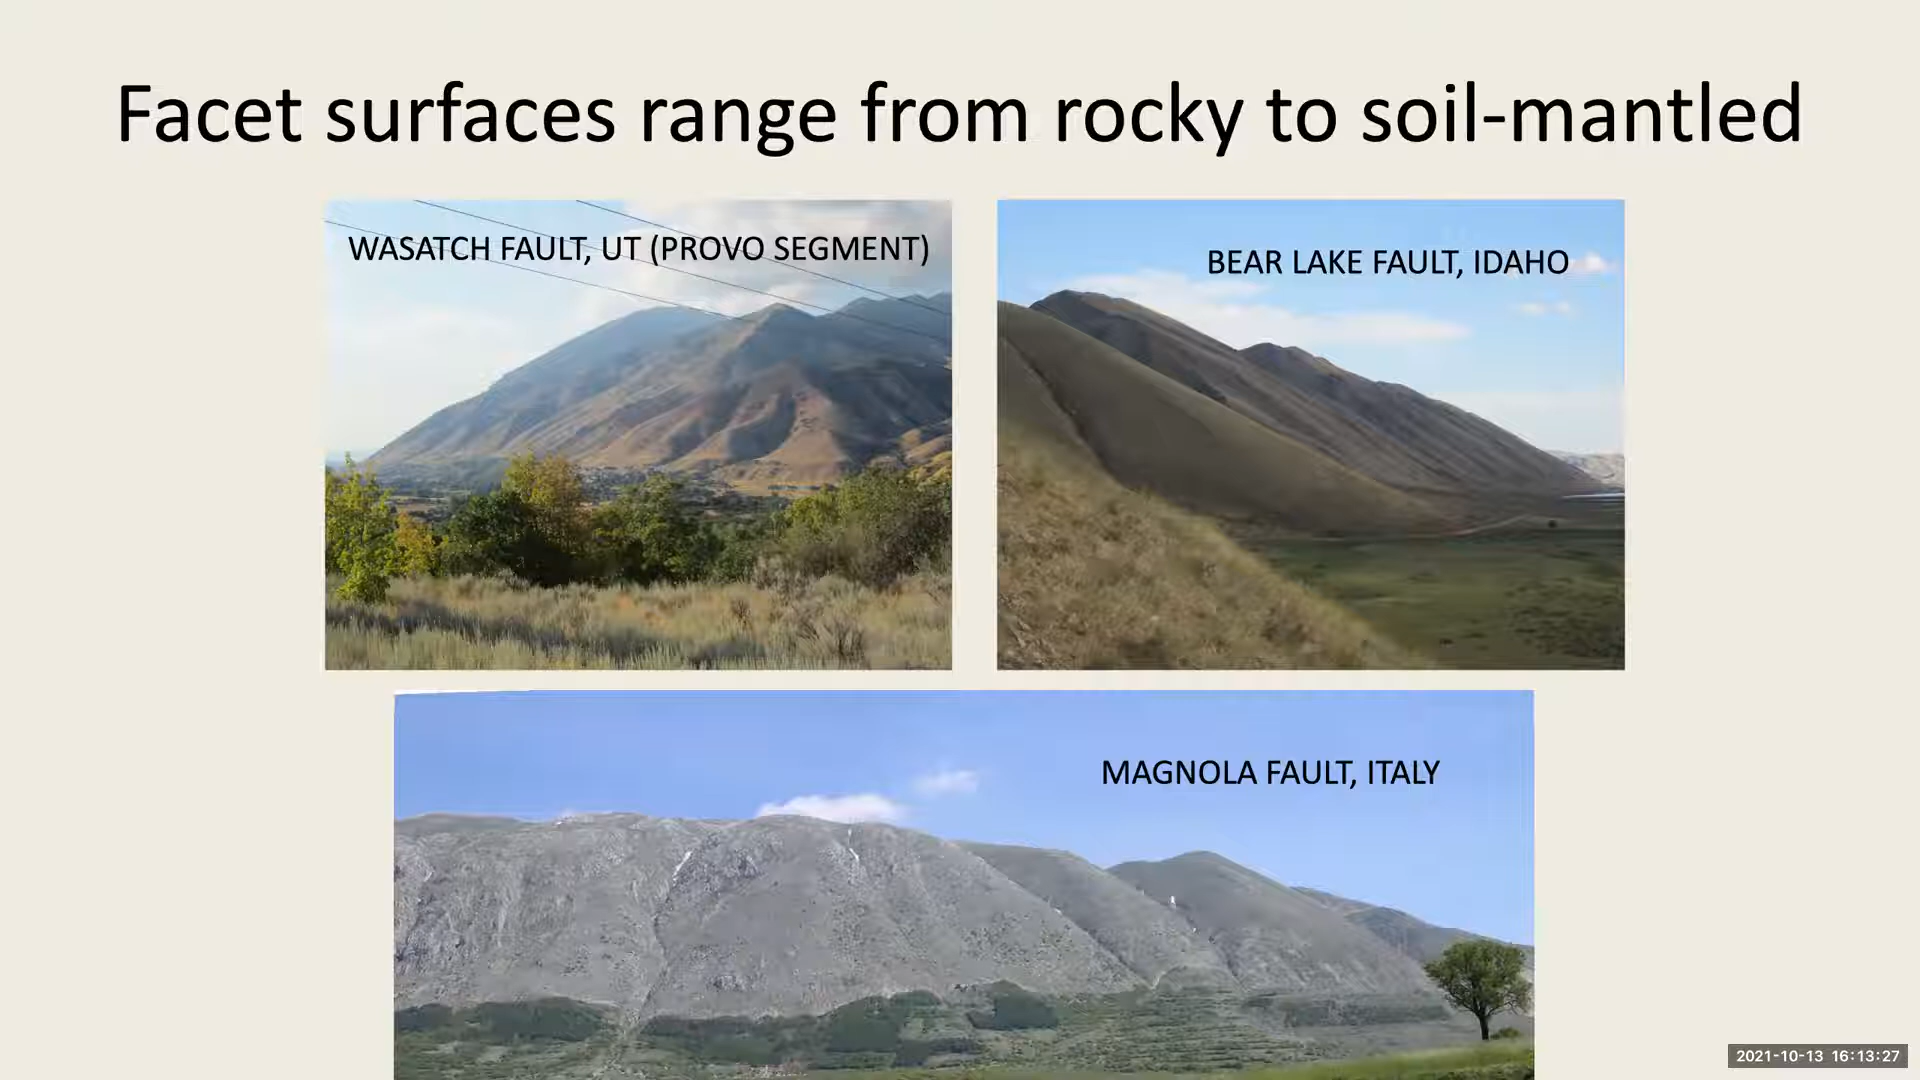 Facet surfaces range from rocky to soil-mantled
WASATCH FAULT, UT (PROVO SEGMENT)
BEAR LAKE FAULT, IDAHO
MAGNOLA FAULT, ITALY
2021-10-13 16:13:27